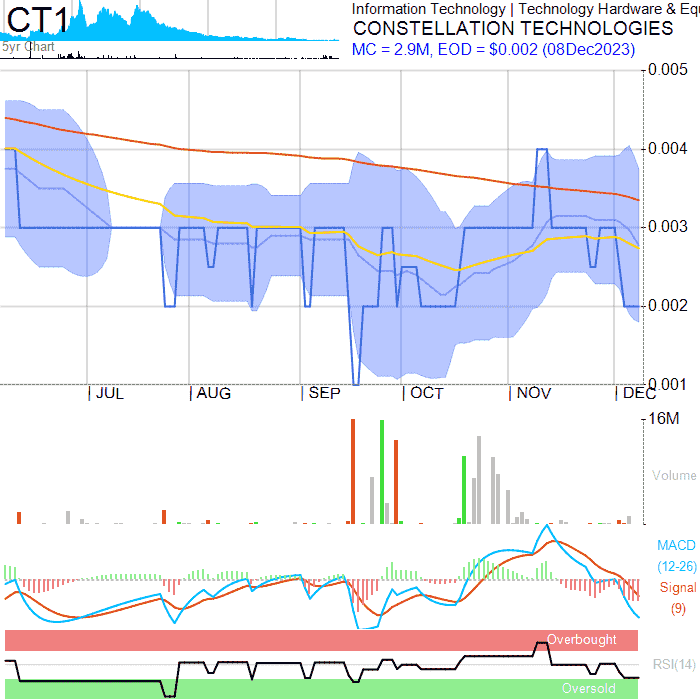 CT1
5yr Chart
Information Technology | Technology Hardware & Equ
CONSTELLATION TECHNOLOGIES
MC = 2.9M, EOD = $0.002 (08Dec2023)
0.005
0.004
0.003
0.002
0.001
JUL
AUG
SEP
OCT
NOV
DEC
16M
Volume
MACD
(12-26)
Signal
(9)
Overbought
RSI(14)
Oversold